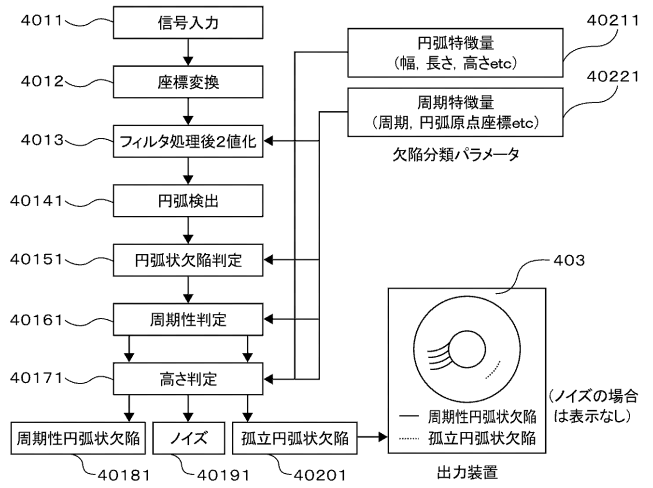 4011
信号入力
4012
座標変換
4013
フィルタ処理後2値化
40141
円弧検出
40151
円弧状欠陥判定
40161
周期性判定
40171
高さ判定
周期性円弧状欠陥
ノイズ
孤立円弧状欠陥
40181
40191
40201
円弧特徴量
(幅, 長さ, 高さetc)
40211
周期特徴量
(周期, 円弧原点座標etc)
40221
欠陥分類パラメータ
403
周期性円弧状欠陥
孤立円弧状欠陥
(ノイズの場合
は表示なし)
出力装置